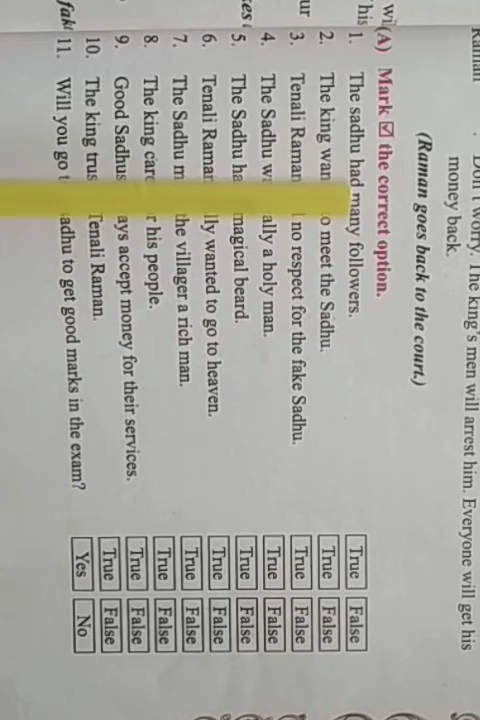 Raman . Don't worry. The king's men will arrest him. Everyone will get his
money back.
(Raman goes back to the court.)
(A) Mark ☑ the correct option.
1. The sadhu had many followers. True False
2. The king wan o meet the Sadhu. True False
3. Tenali Raman no respect for the fake Sadhu. True False
4. The Sadhu w ally a holy man. True False
5. The Sadhu ha magical beard. True False
6. Tenali Raman lly wanted to go to heaven. True False
7. The Sadhu m the villager a rich man. True False
8. The king care r his people. True False
9. Good Sadhus ays accept money for their services. True False
10. The king trus Tenali Raman. True False
11. Will you go t adhu to get good marks in the exam? Yes No
wi
his
ur